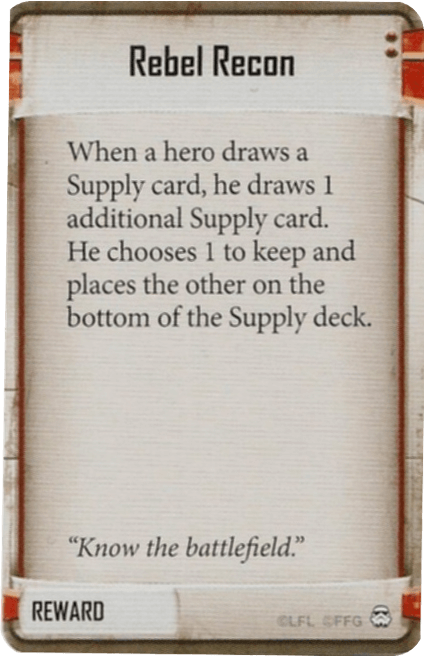 Rebel Recon
When a hero draws a
Supply card, he draws 1
additional Supply card.
He chooses 1 to keep and
places the other on the
bottom of the Supply deck.
“Know the battlefield.”
REWARD
©LFL ©FFG